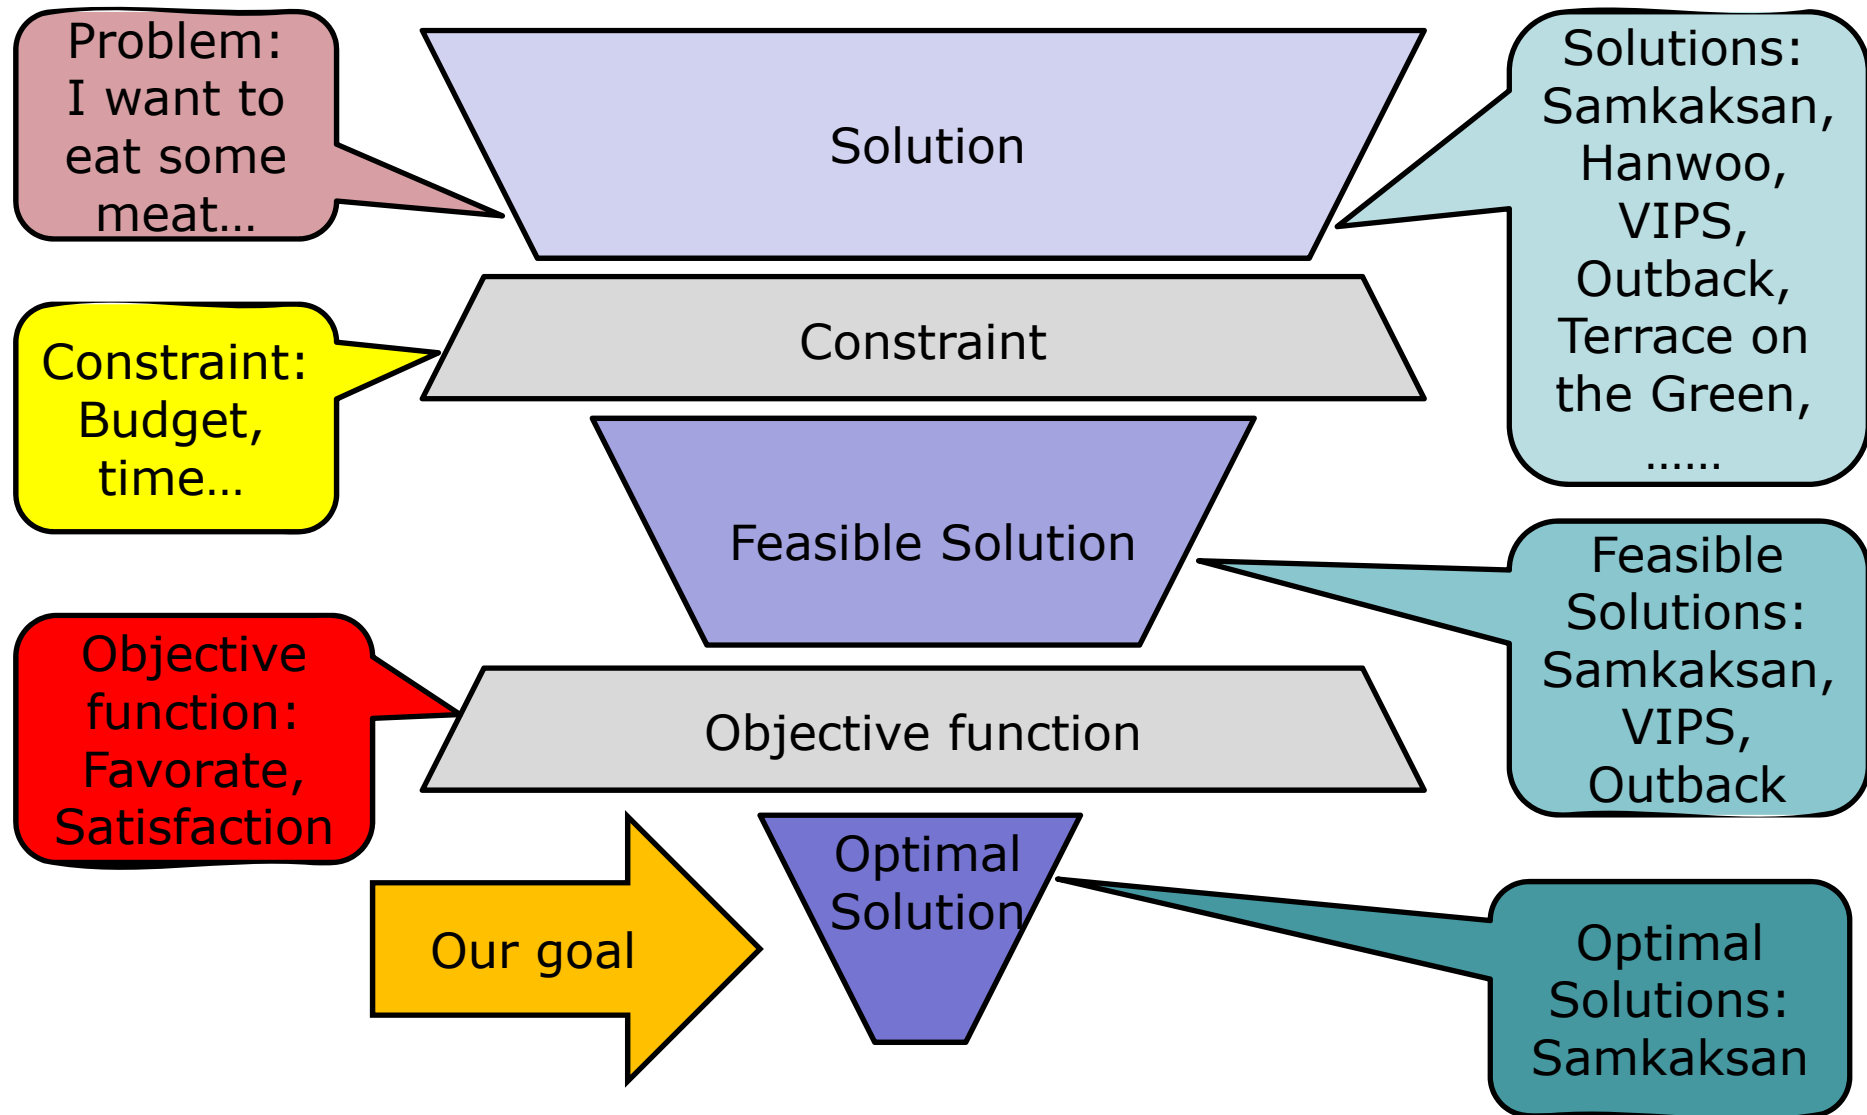 Problem:
I want to
eat some
meat…
Solution
Solutions:
Samkaksan,
Hanwoo,
VIPS,
Outback,
Terrace on
the Green,
……
Constraint:
Budget,
time…
Constraint
Feasible Solution
Feasible
Solutions:
Samkaksan,
VIPS,
Outback
Objective
function:
Favorate,
Satisfaction
Objective function
Our goal
Optimal
Solution
Optimal
Solutions:
Samkaksan